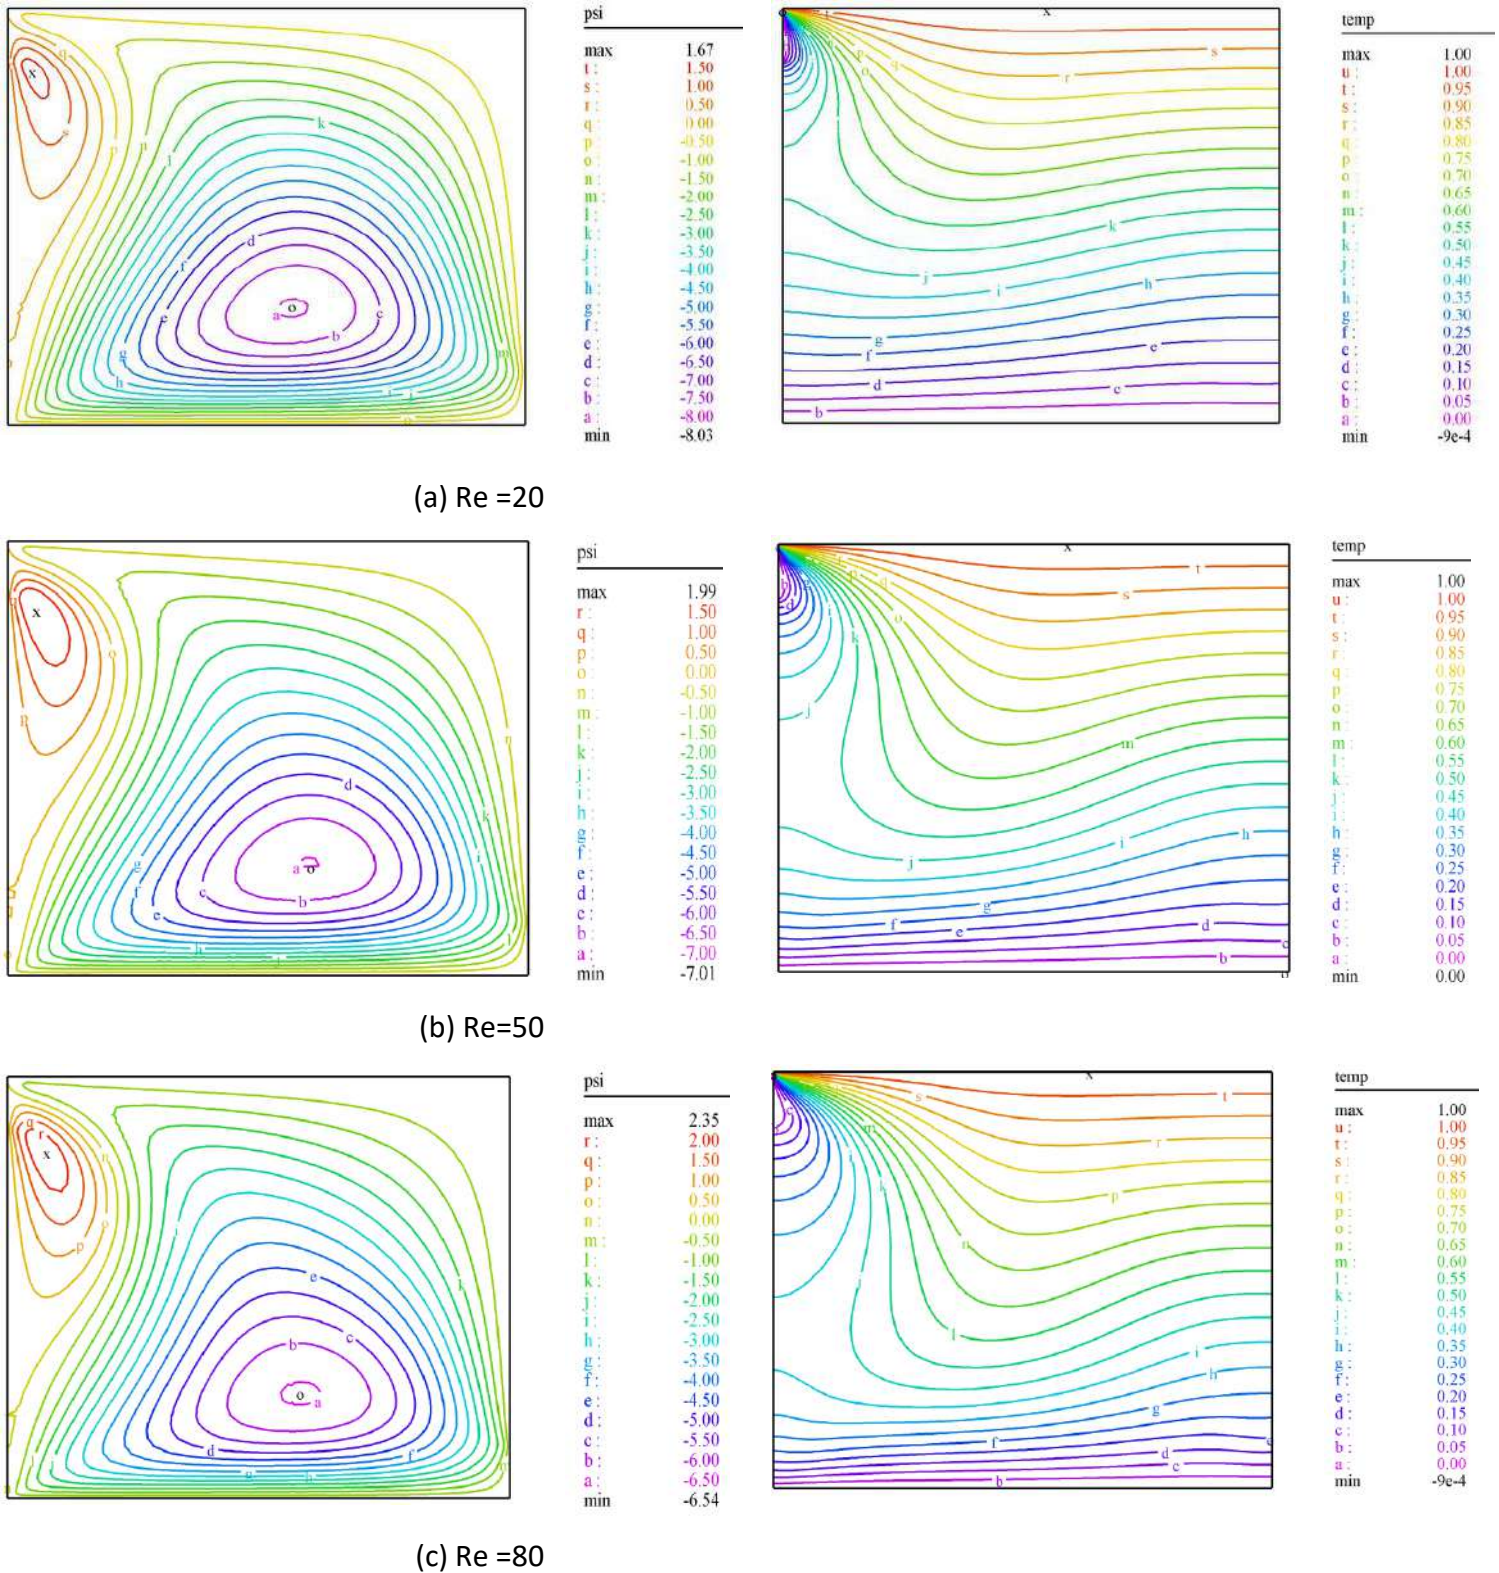 psi
max 1.67
t : 1.50
s : 1.00
r : 0.50
q : 0.00
p : -0.50
o : -1.00
n : -1.50
m : -2.00
l : -2.50
k : -3.00
j : -3.50
i : -4.00
h : -4.50
g : -5.00
f : -5.50
e : -6.00
d : -6.50
c : -7.00
b : -7.50
a : -8.00
min -8.03
temp
max 1.00
u : 1.00
t : 0.95
s : 0.90
r : 0.85
q : 0.80
p : 0.75
o : 0.70
n : 0.65
m : 0.60
l : 0.55
k : 0.50
j : 0.45
i : 0.40
h : 0.35
g : 0.30
f : 0.25
e : 0.20
d : 0.15
c : 0.10
b : 0.05
a : 0.00
min -9e-4
(a) Re =20
psi
max 1.99
r : 1.50
q : 1.00
p : 0.50
o : 0.00
n : -0.50
m : -1.00
l : -1.50
k : -2.00
j : -2.50
i : -3.00
h : -3.50
g : -4.00
f : -4.50
e : -5.00
d : -5.50
c : -6.00
b : -6.50
a : -7.00
min -7.01
temp
max 1.00
u : 1.00
t : 0.95
s : 0.90
r : 0.85
q : 0.80
p : 0.75
o : 0.70
n : 0.65
m : 0.60
l : 0.55
k : 0.50
j : 0.45
i : 0.40
h : 0.35
g : 0.30
f : 0.25
e : 0.20
d : 0.15
c : 0.10
b : 0.05
a : 0.00
min 0.00
(b) Re=50
psi
max 2.35
r : 2.00
q : 1.50
p : 1.00
o : 0.50
n : 0.00
m : -0.50
l : -1.00
k : -1.50
j : -2.00
i : -2.50
h : -3.00
g : -3.50
f : -4.00
e : -4.50
d : -5.00
c : -5.50
b : -6.00
a : -6.50
min -6.54
temp
max 1.00
u : 1.00
t : 0.95
s : 0.90
r : 0.85
q : 0.80
p : 0.75
o : 0.70
n : 0.65
m : 0.60
l : 0.55
k : 0.50
j : 0.45
i : 0.40
h : 0.35
g : 0.30
f : 0.25
e : 0.20
d : 0.15
c : 0.10
b : 0.05
a : 0.00
min -9e-4
(c) Re =80